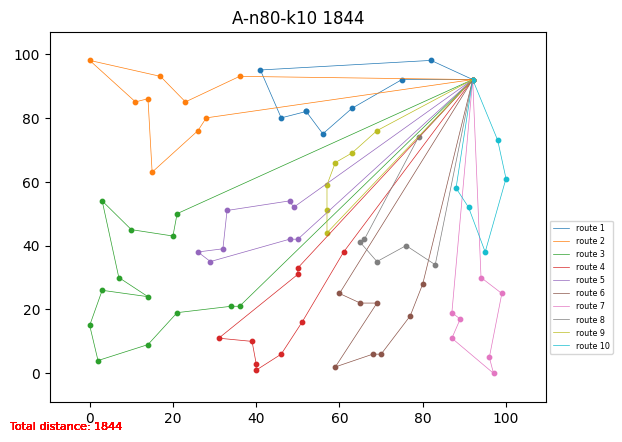 A-n80-k10 1844
100
80
60
40
20
0
0 20 40 60 80 100
route 1
route 2
route 3
route 4
route 5
route 6
route 7
route 8
route 9
route 10
Total distance: 1844